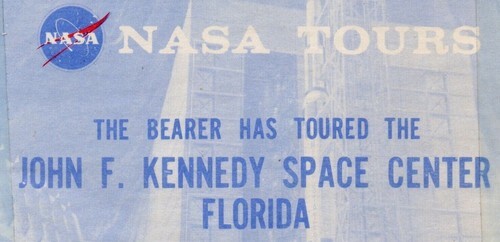 NASA NASA TOURS
THE BEARER HAS TOURED THE
JOHN F. KENNEDY SPACE CENTER
FLORIDA